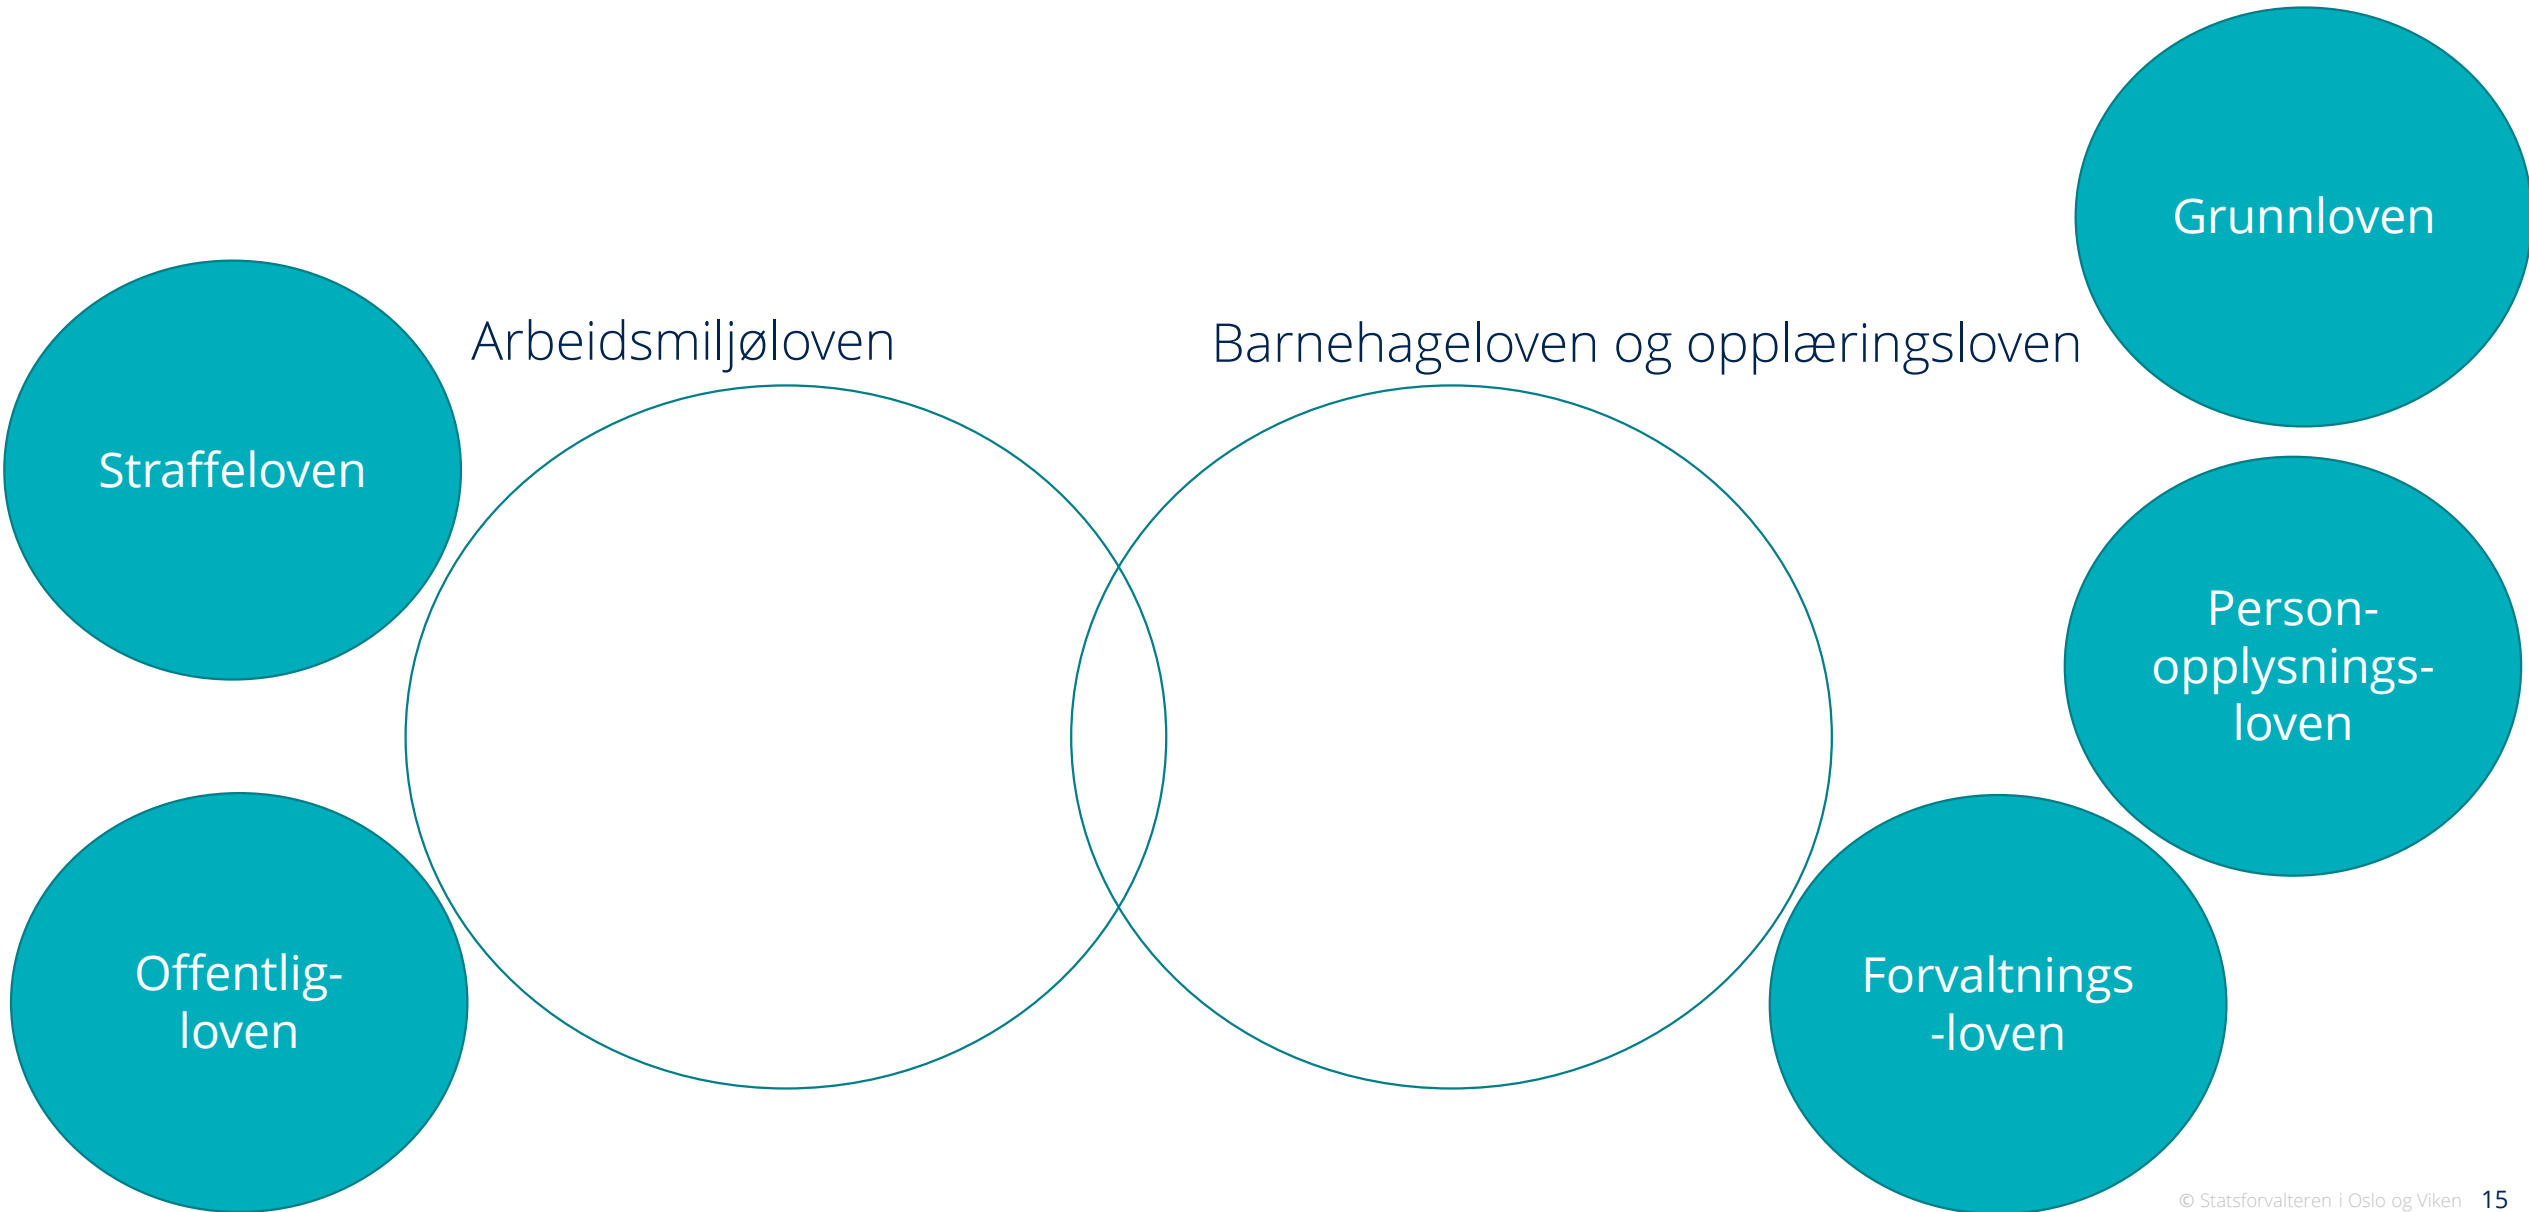 Grunnloven
Arbeidsmiljøloven
Barnehageloven og opplæringsloven
Straffeloven
Person-
opplysnings-
loven
Offentlig-
loven
Forvaltnings
-loven
© Statsforvalteren i Oslo og Viken 15